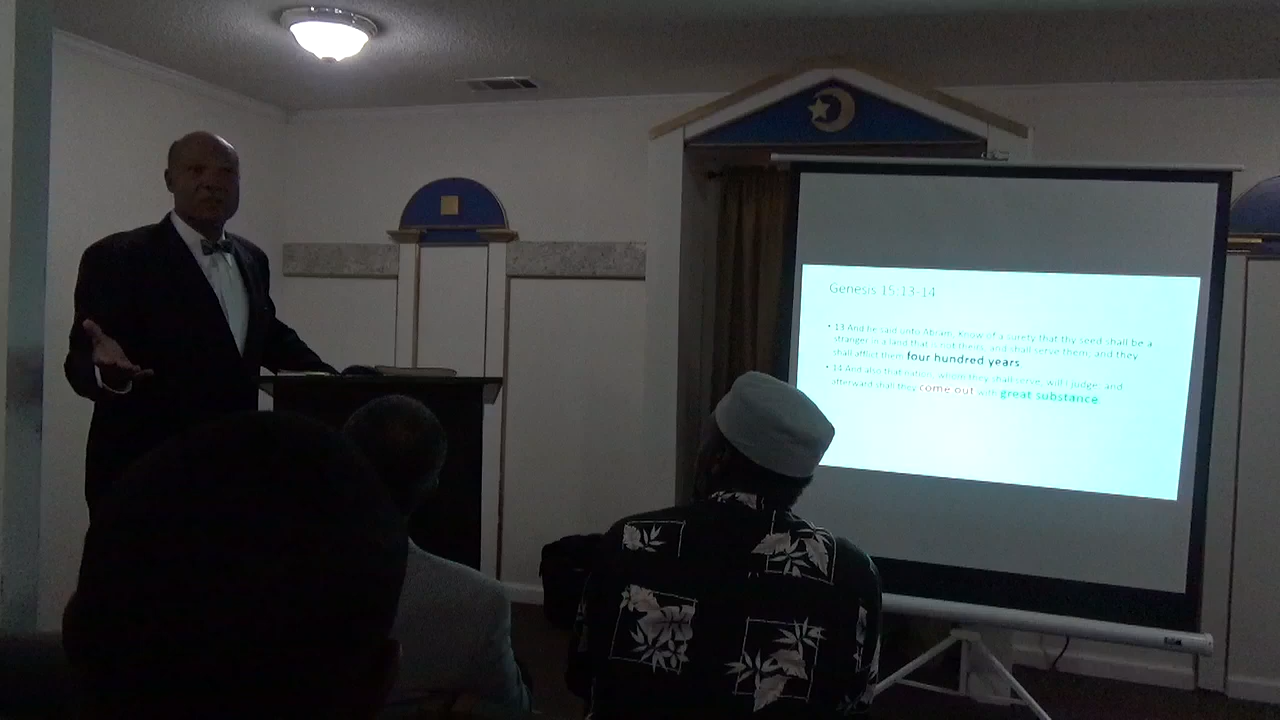 Genesis 15:13-14
• 13 And he said unto Abram, Know of a surety that thy seed shall be a
stranger in a land that is not theirs, and shall serve them; and they
shall afflict them four hundred years
• 14 And also that nation, whom they shall serve, will I judge: and
afterward shall they come out with great substance.